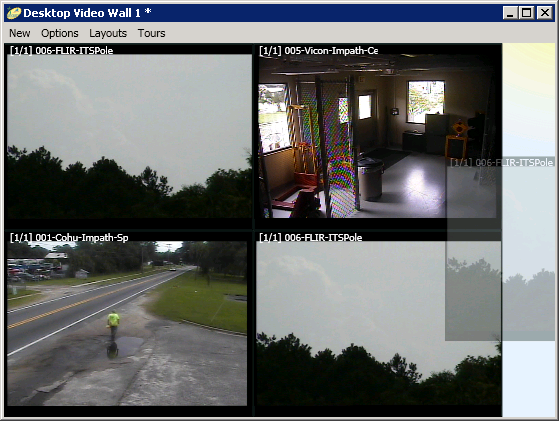 Desktop Video Wall 1 *
New Options Layouts Tours
[1/1] 006-FLIR-ITSPole
[1/1] 005-Vicon-Impath-Ce
[1/1] 006-FLIR-ITSPole
[1/1] 001-Cohu-Impath-Sp
[1/1] 006-FLIR-ITSPole